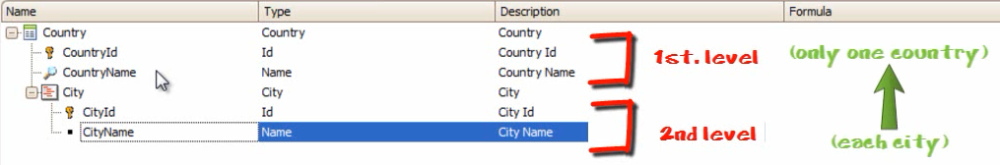 Name Type Description Formula
Country Country Country
CountryId Id Country Id
CountryName Name Country Name
1st. level (only one country)
City City City
CityId Id City Id
CityName Name City Name
2nd level (each city)